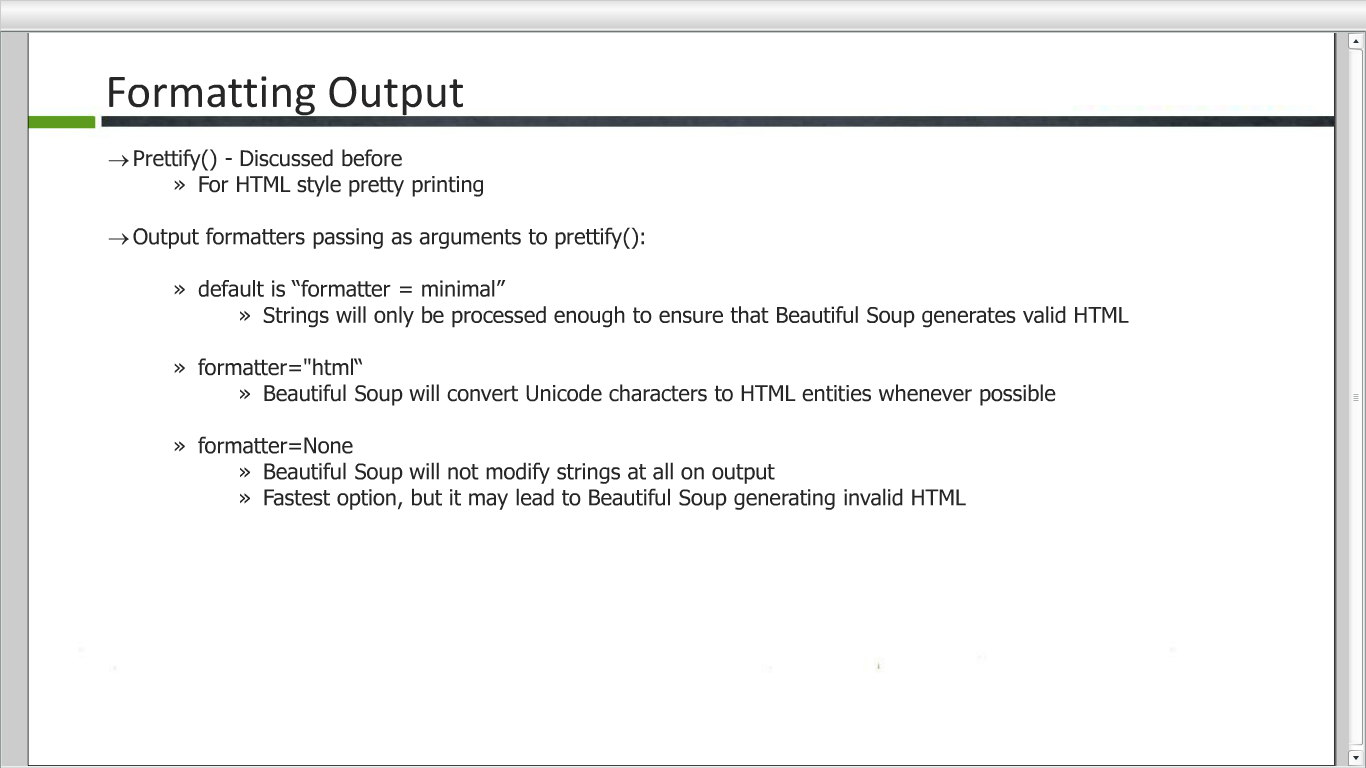 Formatting Output
→Prettify() - Discussed before
» For HTML style pretty printing
→Output formatters passing as arguments to prettify():
» default is “formatter = minimal”
» Strings will only be processed enough to ensure that Beautiful Soup generates valid HTML
» formatter="html“
» Beautiful Soup will convert Unicode characters to HTML entities whenever possible
» formatter=None
» Beautiful Soup will not modify strings at all on output
» Fastest option, but it may lead to Beautiful Soup generating invalid HTML